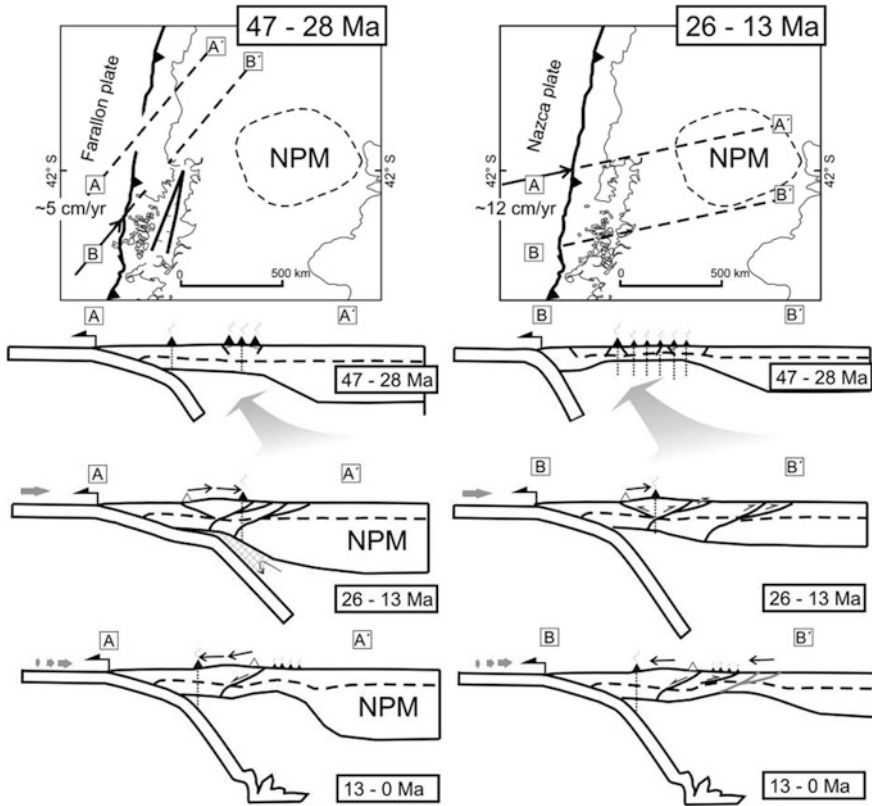 47 - 28 Ma
A´
B´
Farallon plate
NPM
42° S
A
~5 cm/yr
B
0
500 km
26 - 13 Ma
Nazca plate
A´
NPM
42° S
42° S
A
B´
~12 cm/yr
B
0
500 km
A
A´
47 - 28 Ma
B
B´
47 - 28 Ma
A
A´
NPM
26 - 13 Ma
B
B´
26 - 13 Ma
A
A´
NPM
13 - 0 Ma
B
B´
13 - 0 Ma